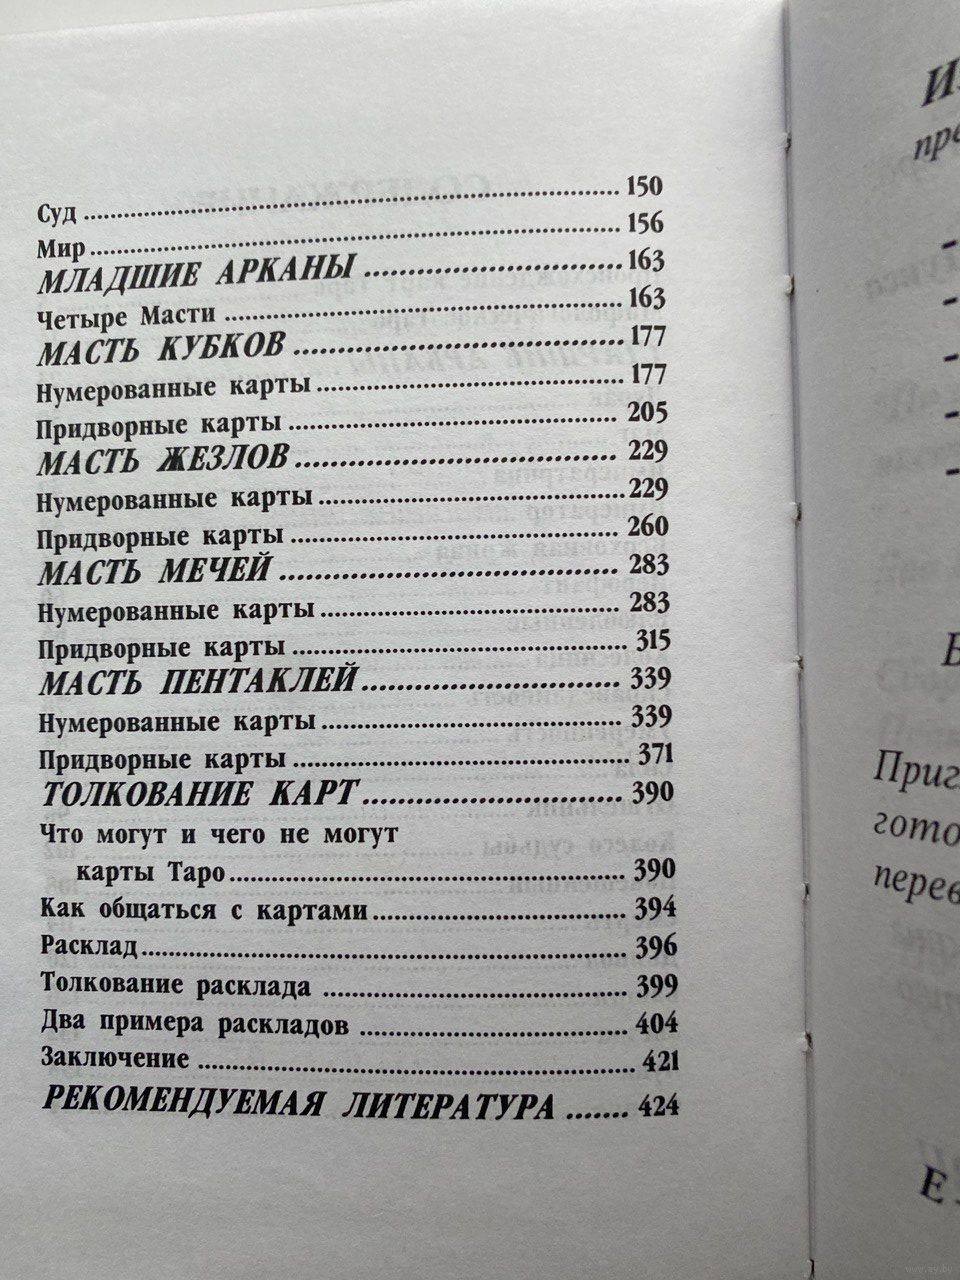 Суд ........ 150
Мир ........ 156
МЛАДШИЕ АРКАНЫ ........ 163
Четыре Масти ........ 163
МАСТЬ КУБКОВ ........ 177
Нумерованные карты ........ 177
Придворные карты ........ 205
МАСТЬ ЖЕЗЛОВ ........ 229
Нумерованные карты ........ 229
Придворные карты ........ 260
МАСТЬ МЕЧЕЙ ........ 283
Нумерованные карты ........ 283
Придворные карты ........ 315
МАСТЬ ПЕНТАКЛЕЙ ........ 339
Нумерованные карты ........ 339
Придворные карты ........ 371
ТОЛКОВАНИЕ КАРТ ........ 390
Что могут и чего не могут
карты Таро ........ 390
Как общаться с картами ........ 394
Расклад ........ 396
Толкование расклада ........ 399
Два примера раскладов ........ 404
Заключение ........ 421
РЕКОМЕНДУЕМАЯ ЛИТЕРАТУРА ....... 424
www.ay.by